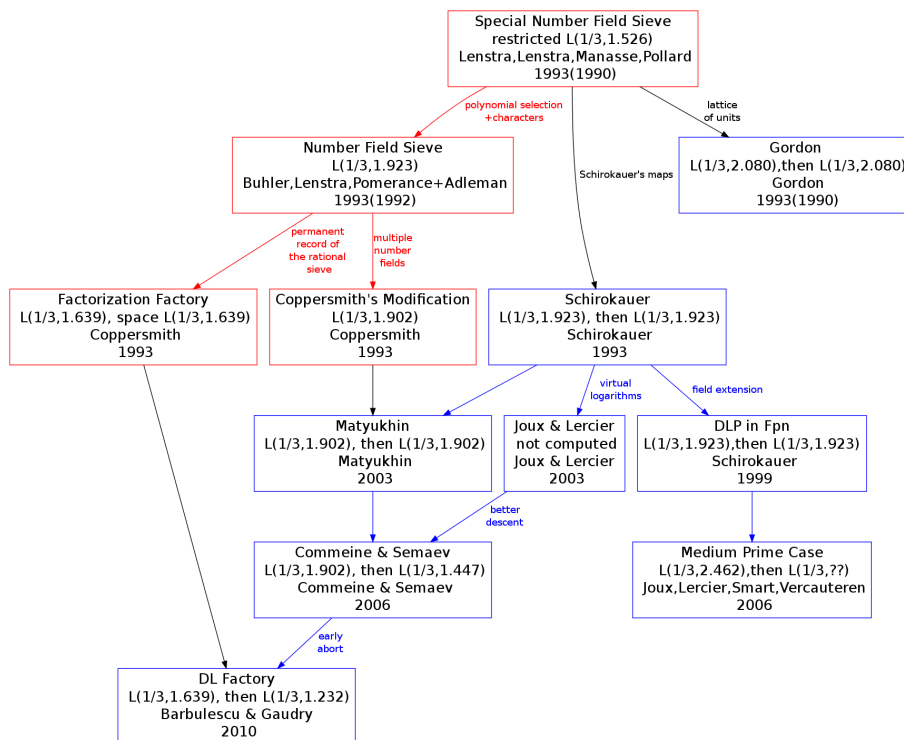 Special Number Field Sieve
restricted L(1/3,1.526)
Lenstra,Lenstra,Manasse,Pollard
1993(1990)
polynomial selection
+characters
lattice
of units
Number Field Sieve
L(1/3,1.923)
Buhler,Lenstra,Pomerance+Adleman
1993(1992)
Schirokauer's maps
Gordon
L(1/3,2.080),then L(1/3,2.080)
Gordon
1993(1990)
permanent
record of
the rational
sieve
multiple
number
fields
Factorization Factory
L(1/3,1.639), space L(1/3,1.639)
Coppersmith
1993
Coppersmith's Modification
L(1/3,1.902)
Coppersmith
1993
Schirokauer
L(1/3,1.923), then L(1/3,1.923)
Schirokauer
1993
virtual
logarithms
field extension
Matyukhin
L(1/3,1.902), then L(1/3,1.902)
Matyukhin
2003
Joux & Lercier
not computed
Joux & Lercier
2003
DLP in Fpn
L(1/3,1.923),then L(1/3,1.923)
Schirokauer
1999
better
descent
Commeine & Semaev
L(1/3,1.902), then L(1/3,1.447)
Commeine & Semaev
2006
Medium Prime Case
L(1/3,2.462),then L(1/3,??)
Joux,Lercier,Smart,Vercauteren
2006
early
abort
DL Factory
L(1/3,1.639), then L(1/3,1.232)
Barbulescu & Gaudry
2010